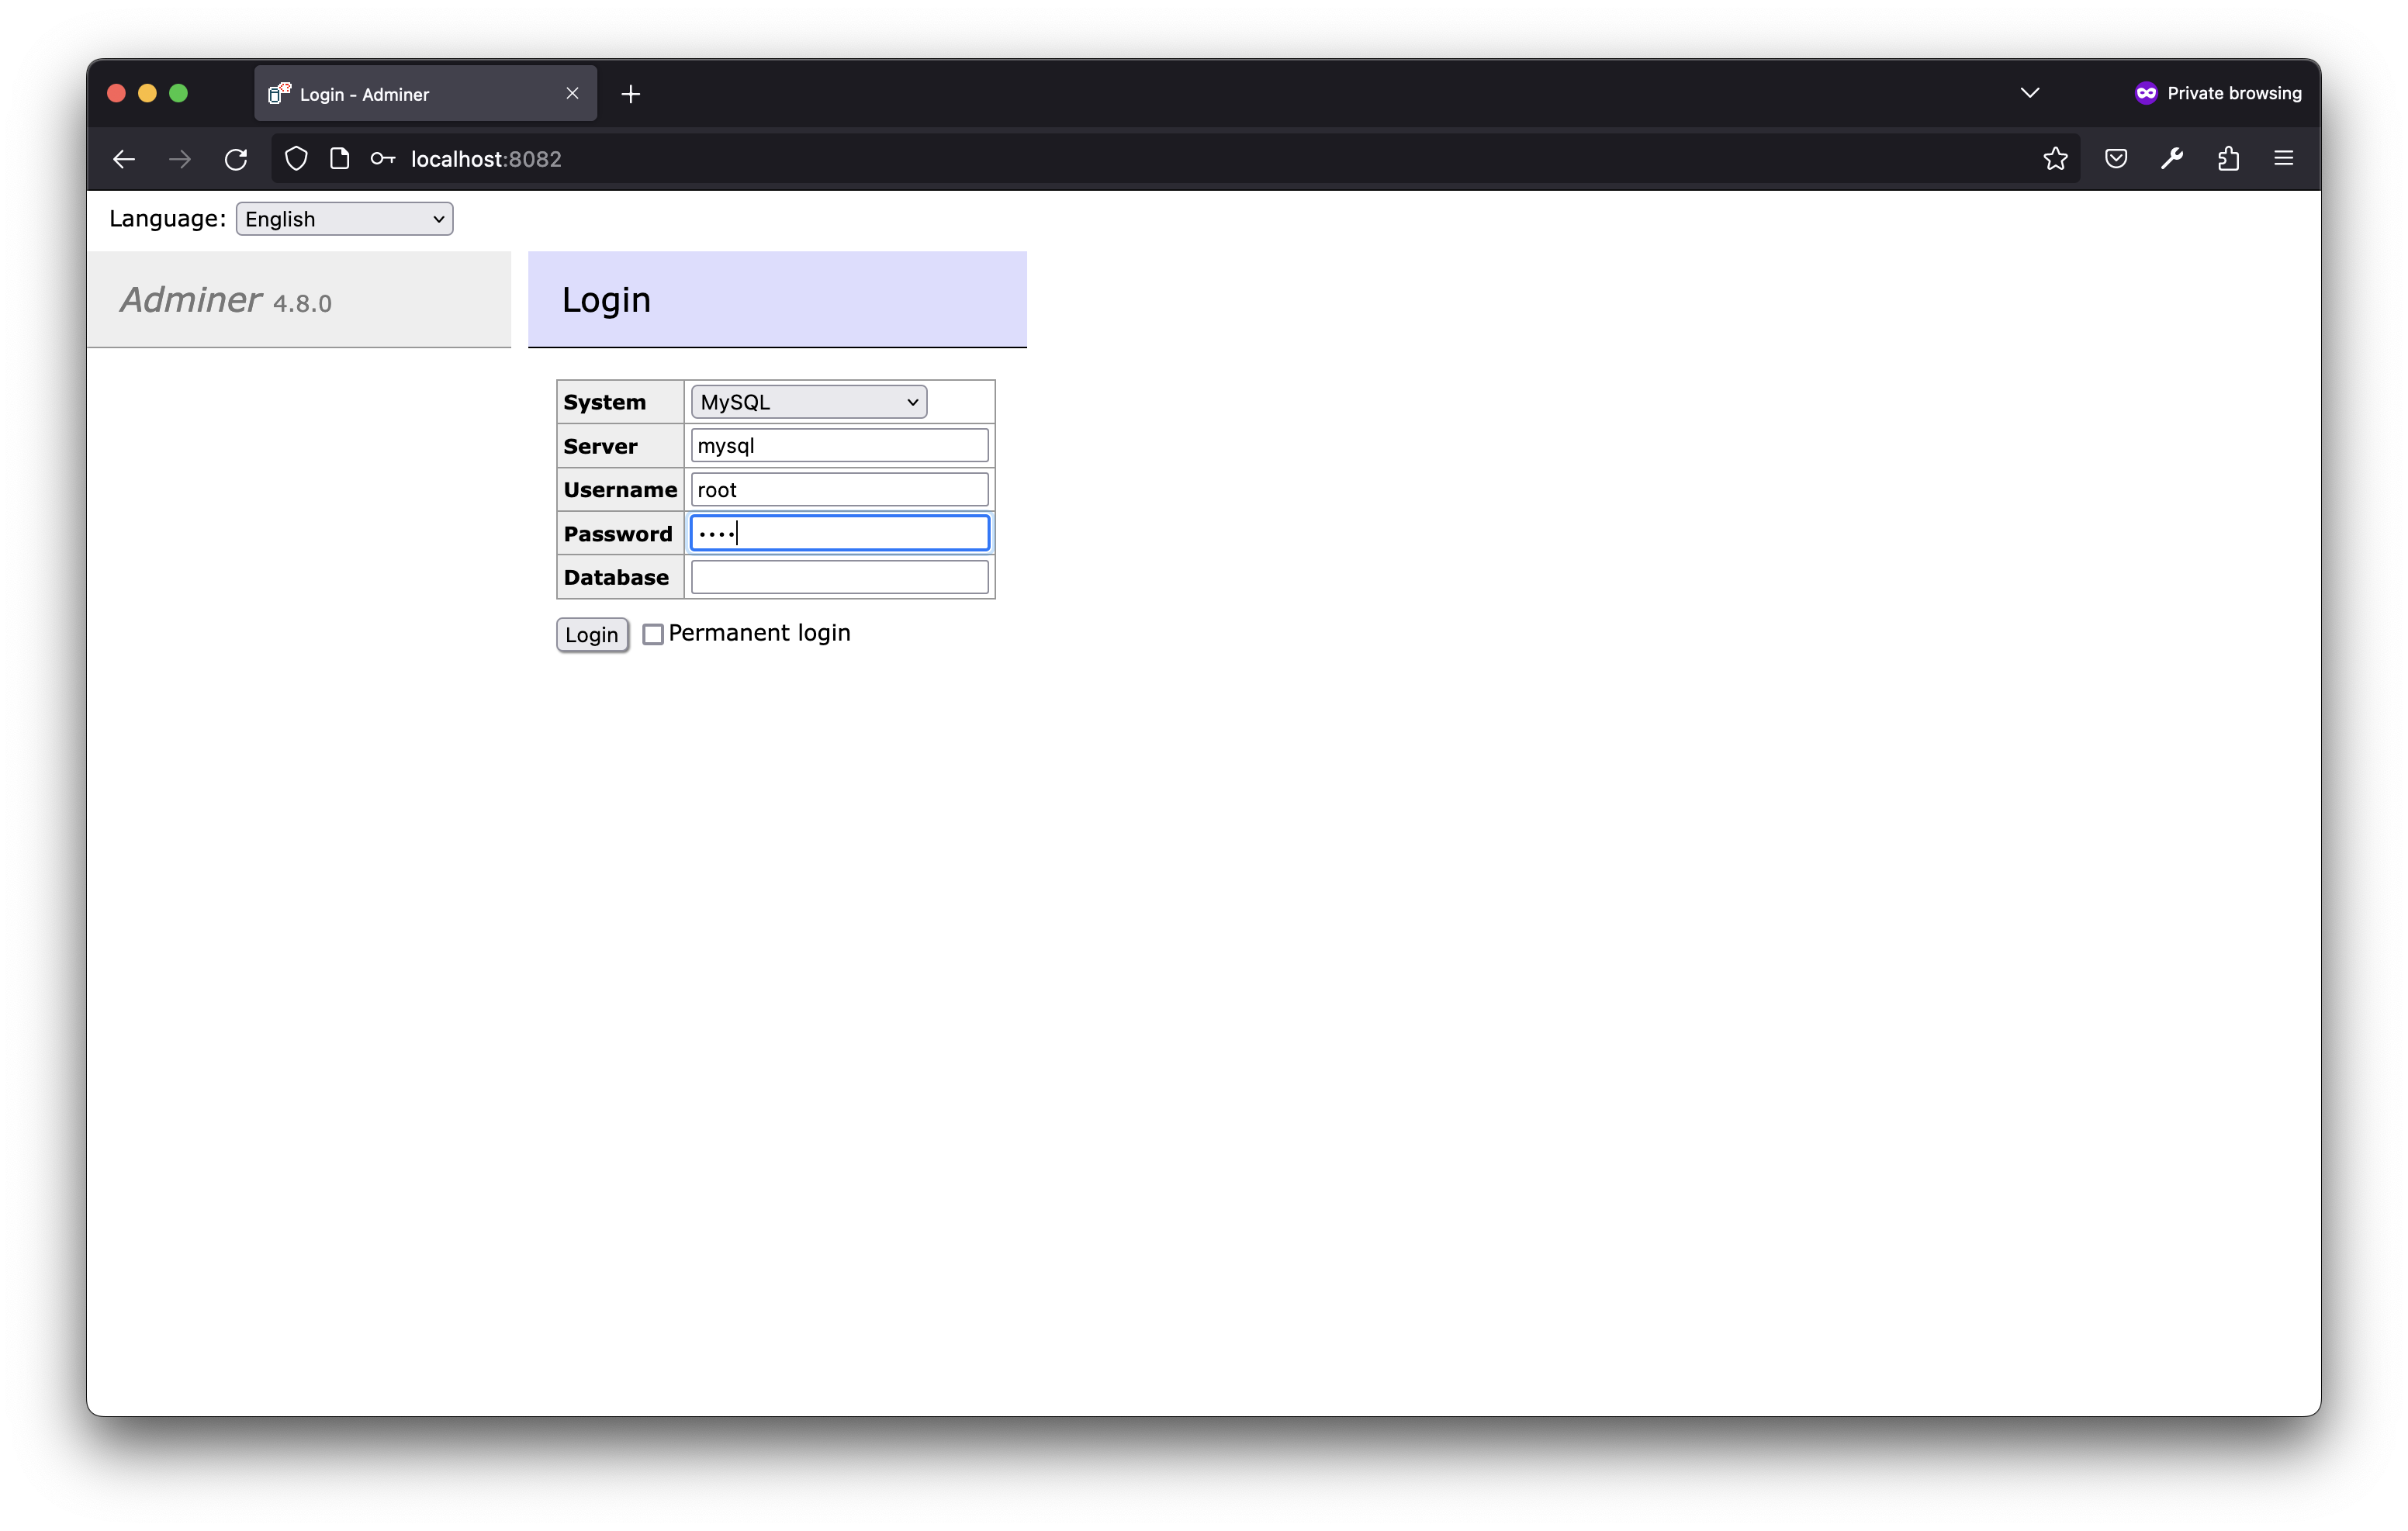 Login - Adminer
Private browsing
localhost:8082
Language: English
Adminer 4.8.0
Login
System MySQL
Server mysql
Username root
Password ••••
Database
Login Permanent login